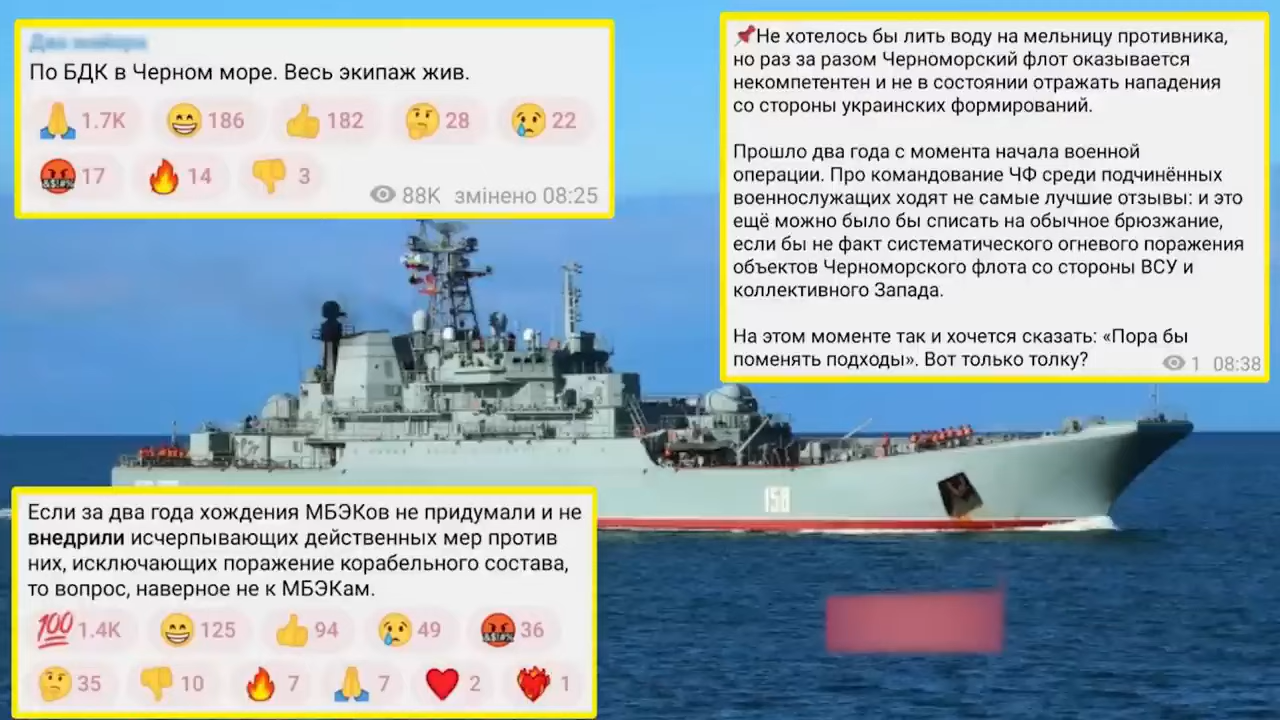 По БДК в Черном море. Весь экипаж жив.
1.7K 186 182 28 22
17 14 3
88K змінено 08:25
Не хотелось бы лить воду на мельницу противника,
но раз за разом Черноморский флот оказывается
некомпетентен и не в состоянии отражать нападения
со стороны украинских формирований.
Прошло два года с момента начала военной
операции. Про командование ЧФ среди подчинённых
военнослужащих ходят не самые лучшие отзывы: и это
ещё можно было бы списать на обычное брюзжание,
если бы не факт систематического огневого поражения
объектов Черноморского флота со стороны ВСУ и
коллективного Запада.
На этом моменте так и хочется сказать: «Пора бы
поменять подходы». Вот только толку?
1 08:38
158
Если за два года хождения МБЭКов не придумали и не
внедрили исчерпывающих действенных мер против
них, исключающих поражение корабельного состава,
то вопрос, наверное не к МБЭКам.
100 1.4K 125 94 49 36
35 10 7 7 2 1